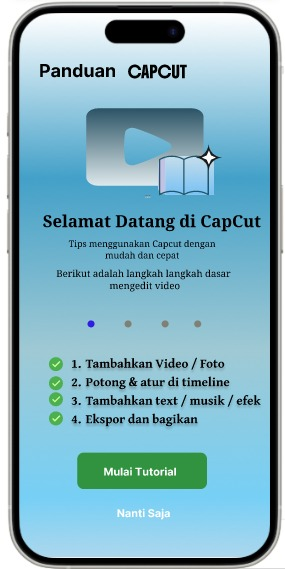 Panduan CAPCUT
Selamat Datang di CapCut
Tips menggunakan Capcut dengan
mudah dan cepat
Berikut adalah langkah langkah dasar
mengedit video
1. Tambahkan Video / Foto
2. Potong & atur di timeline
3. Tambahkan text / musik / efek
4. Ekspor dan bagikan
Mulai Tutorial
Nanti Saja